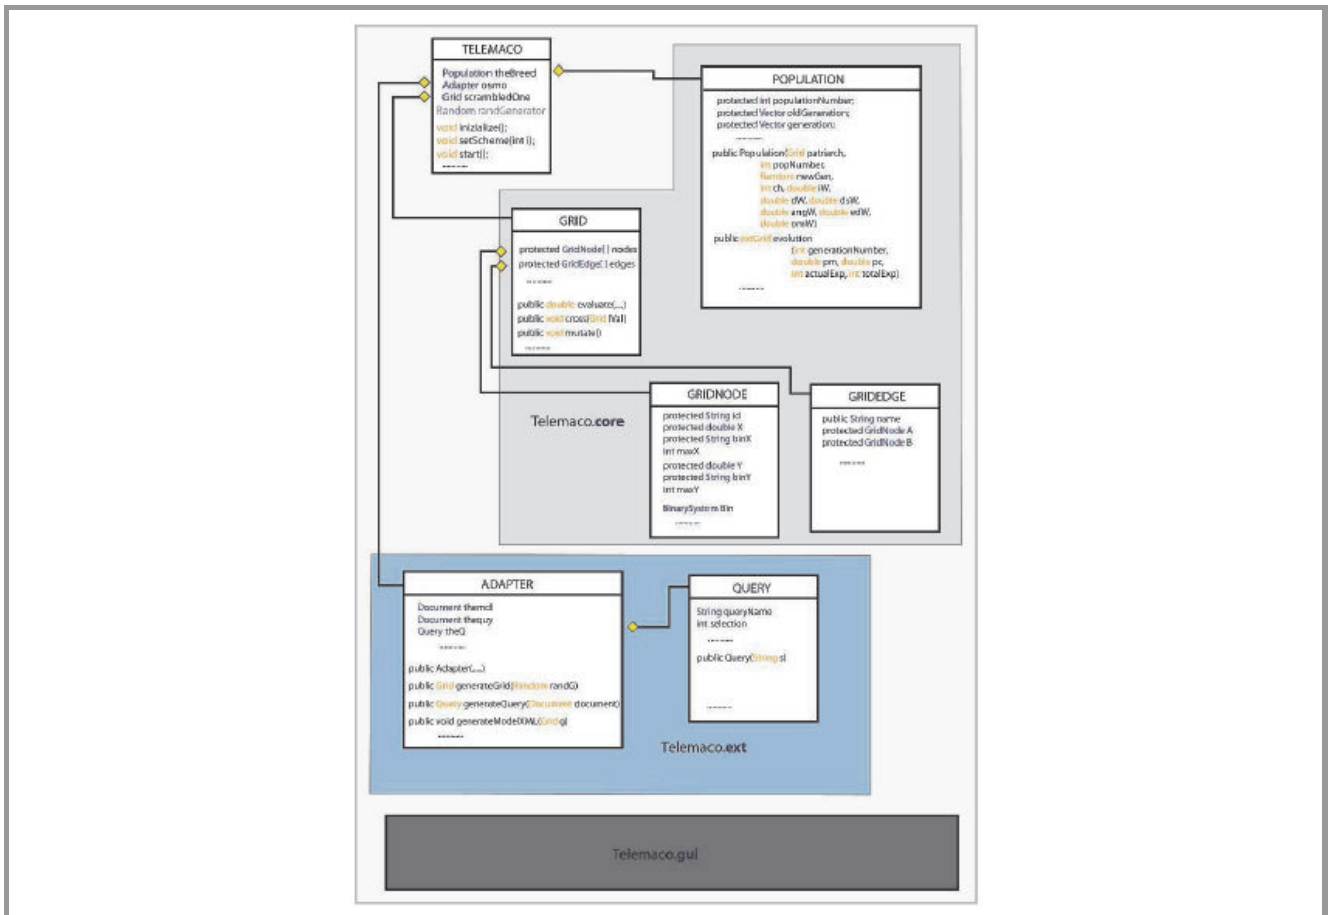 TELEMACO
Population theBreed
Adapter osmo
Grid scrambledOne
Random randGenerator
void inizialize();
void setScheme(int i);
void start();
POPULATION
protected int populationNumber;
protected Vector oldGeneration;
protected Vector generation;
public Population(Grid patriarch,
int popNumber,
Random newGen,
int ch, double iW,
double dW, double dsW,
double angW, double edW,
double omW)
public extGrid evolution
(int generationNumber,
double pm, double pc,
int actualExp, int totalExp)
GRID
protected GridNode[] nodes
protected GridEdge[] edges
public double evaluate(....)
public void cross(Grid rival)
public void mutate()
Telemaco.core
GRIDNODE
protected String id
protected double X
protected String binX
int maxX
protected double Y
protected String binY
int maxY
BinarySystem Bin
GRIDEDGE
public String name
protected GridNode A
protected GridNode B
ADAPTER
Document themdl
Document thequy
Query theQ
public Adapter(....)
public Grid generateGrid(Random randG)
public Query generateQuery(Document document)
public void generateModelXML(Grid g)
QUERY
String queryName
int selection
public Query(String s)
Telemaco.ext
Telemaco.gui